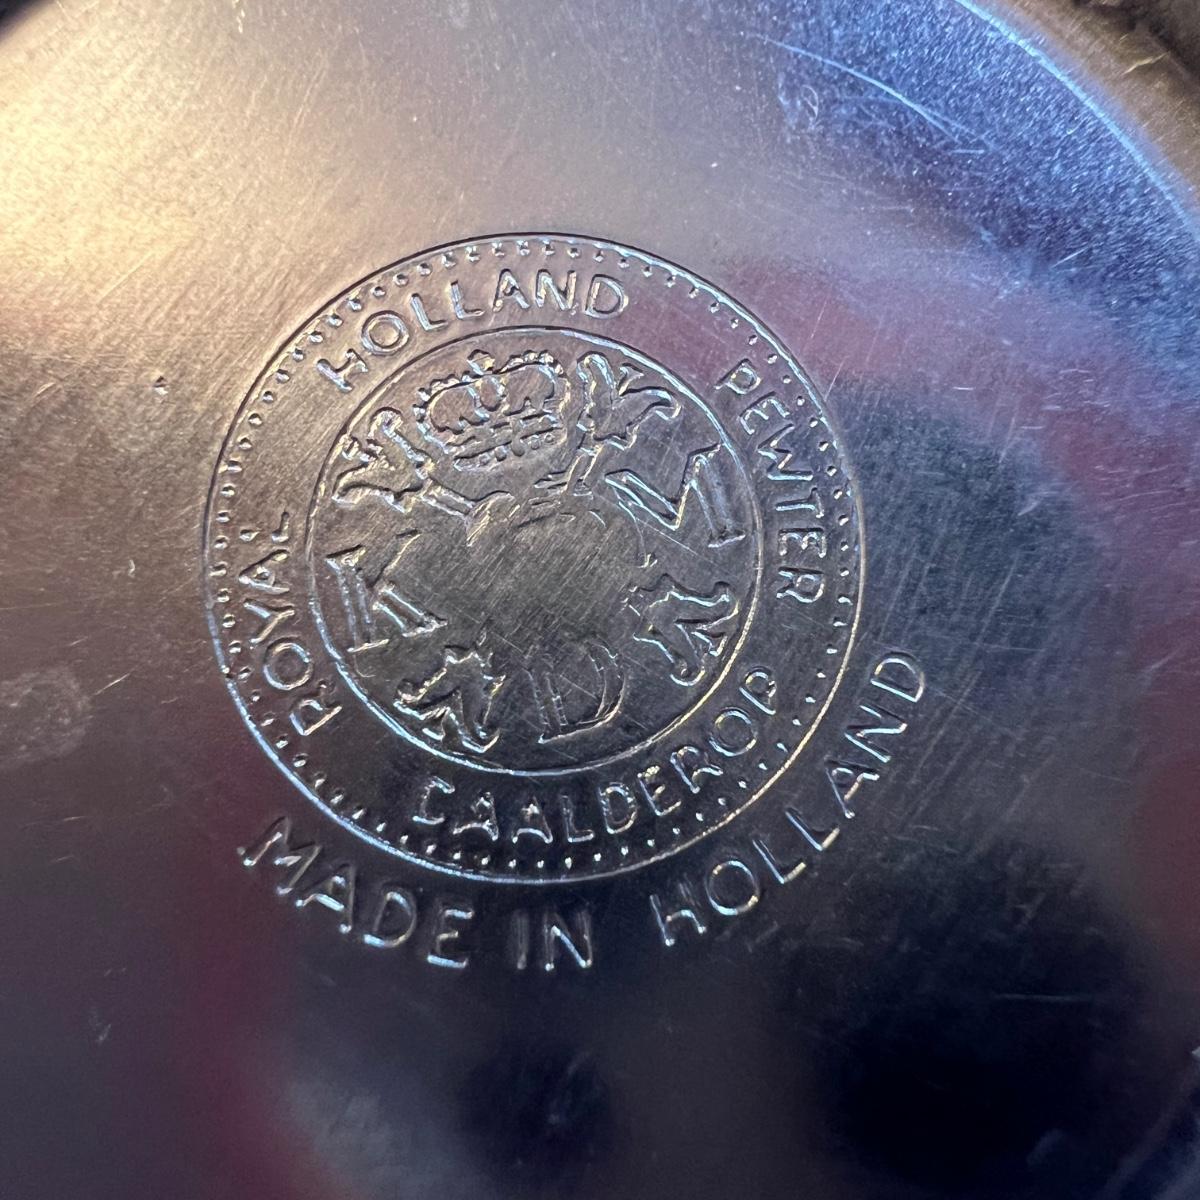 ROYAL HOLLAND PEWTER
CAALDEROP
K M D
MADE IN HOLLAND